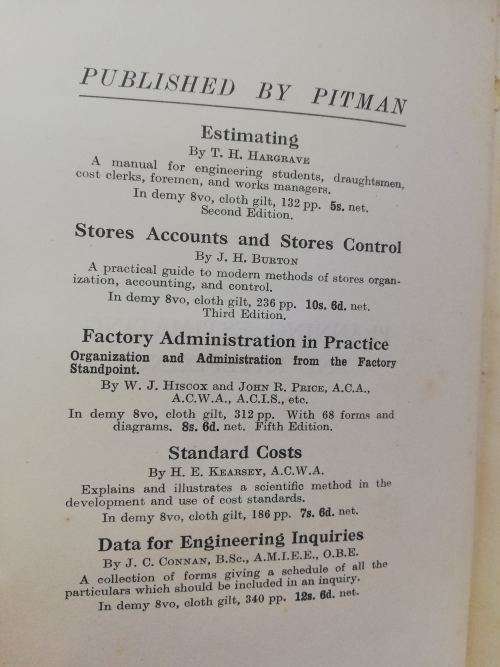 PUBLISHED BY PITMAN
Estimating
By T. H. HARGRAVE
A manual for engineering students, draughtsmen,
cost clerks, foremen, and works managers.
In demy 8vo, cloth gilt, 132 pp. 5s. net.
Second Edition.
Stores Accounts and Stores Control
By J. H. BURTON
A practical guide to modern methods of stores organ-
ization, accounting, and control.
In demy 8vo, cloth gilt, 236 pp. 10s. 6d. net.
Third Edition.
Factory Administration in Practice
Organization and Administration from the Factory
Standpoint.
By W. J. HISCOX and JOHN R. PRICE, A.C.A.,
A.C.W.A., A.C.I.S., etc.
In demy 8vo, cloth gilt, 312 pp. With 68 forms and
diagrams. 8s. 6d. net. Fifth Edition.
Standard Costs
By H. E. KEARSEY, A.C.W.A.
Explains and illustrates a scientific method in the
development and use of cost standards.
In demy 8vo, cloth gilt, 186 pp. 7s. 6d. net.
Data for Engineering Inquiries
By J. C. CONNAN, B.Sc., A.M.I.E.E., O.B.E.
A collection of forms giving a schedule of all the
particulars which should be included in an inquiry.
In demy 8vo, cloth gilt, 340 pp. 12s. 6d. net.